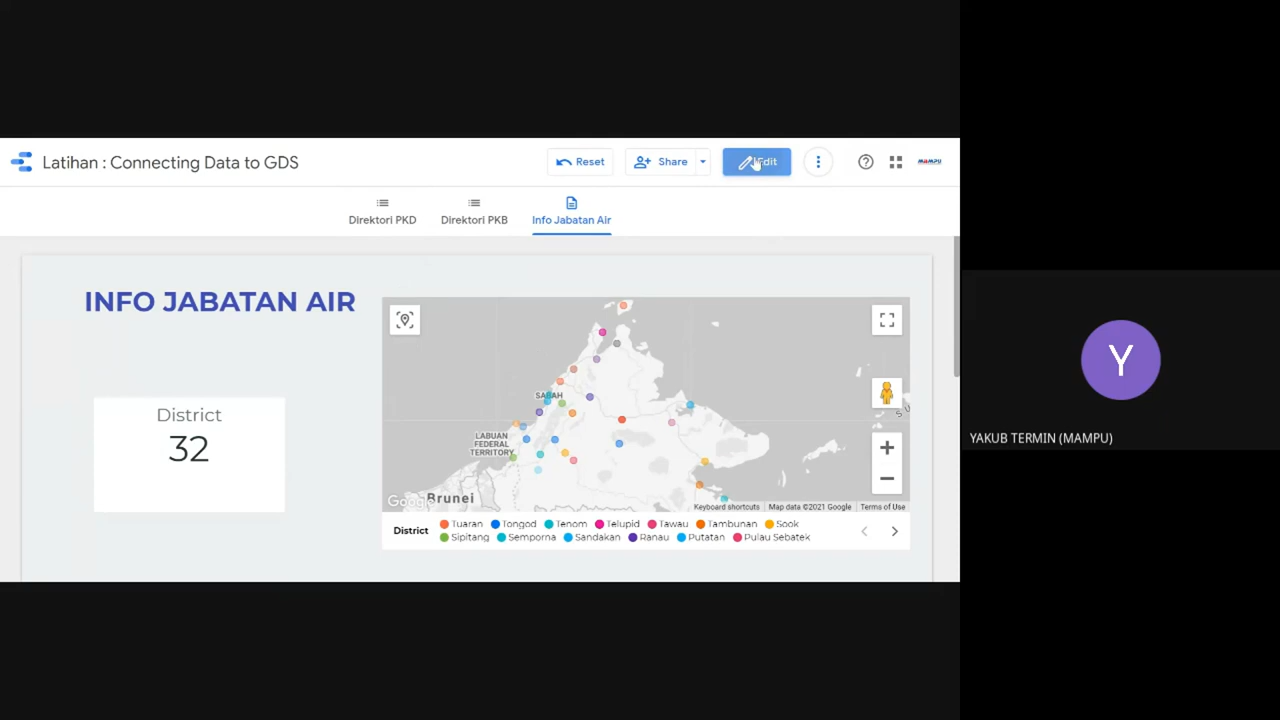 Latihan : Connecting Data to GDS
Reset
Share
Edit
MAMPU
Direktori PKD
Direktori PKB
Info Jabatan Air
INFO JABATAN AIR
District
32
SABAH
LABUAN
FEDERAL
TERRITORY
Brunei
Google
Keyboard shortcuts
Map data ©2021 Google
Terms of Use
District
Tuaran Tongod Tenom Telupid Tawau Tambunan Sook
Sipitang Semporna Sandakan Ranau Putatan Pulau Sebatek
Y
YAKUB TERMIN (MAMPU)